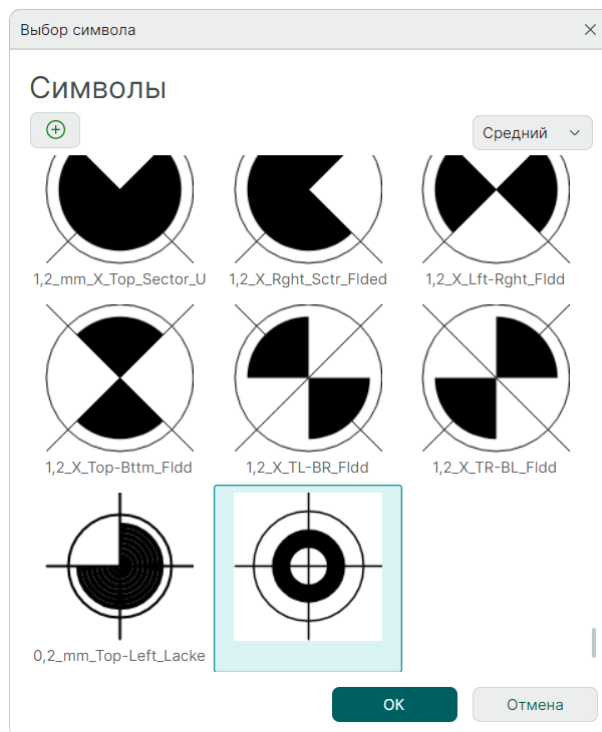 Выбор символа
Символы
Средний
1,2_mm_X_Top_Sector_U
1,2_X_Rght_Sctr_Flded
1,2_X_Lft-Rght_Fldd
1,2_X_Top-Bttm_Fldd
1,2_X_TL-BR_Fldd
1,2_X_TR-BL_Fldd
0,2_mm_Top-Left_Lacke
ОК
Отмена